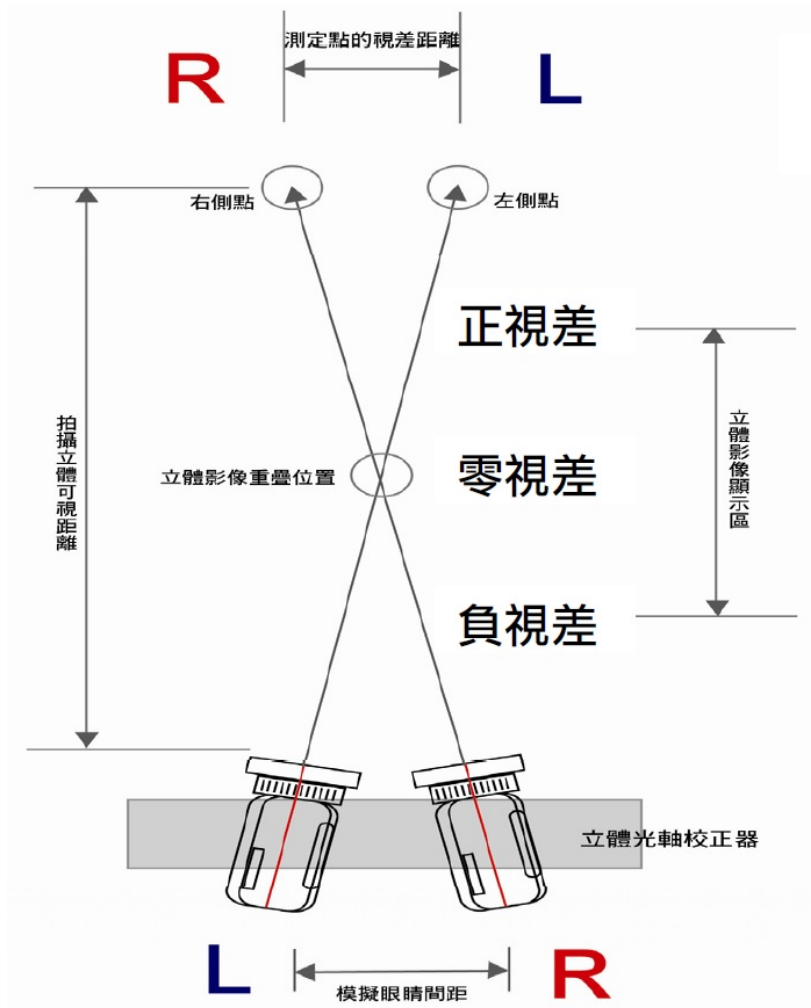 測定點的視差距離
R
L
右側點
左側點
正視差
拍攝立體可視距離
立體影像顯示區
立體影像重疊位置
零視差
負視差
立體光軸校正器
L
模擬眼睛間距
R